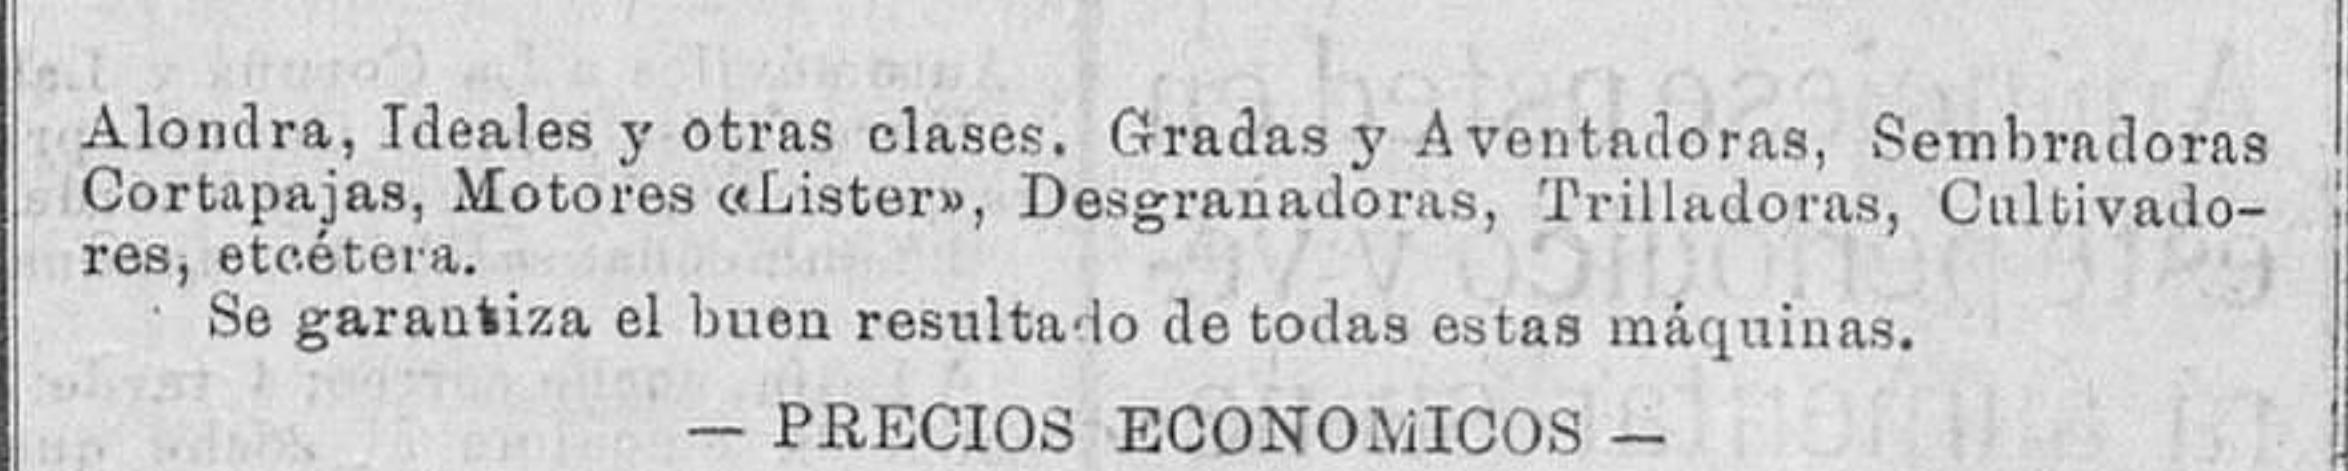 Alondra, Ideales y otras clases. Gradas y Aventadoras, Sembradoras
Cortapajas, Motores «Lister», Desgranadoras, Trilladoras, Cultivado-
res, etcétera.
Se garantiza el buen resultado de todas estas máquinas.
— PRECIOS ECONOMICOS —